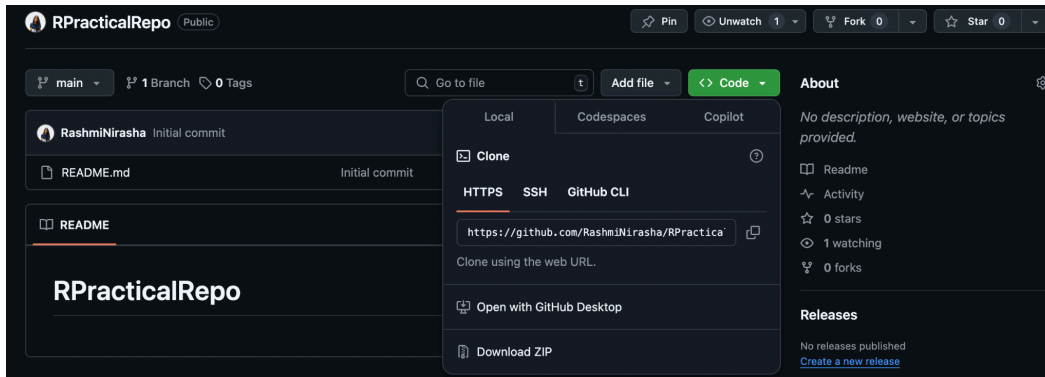 RPracticalRepo Public
Pin
Unwatch 1
Fork 0
Star 0
main
1 Branch
0 Tags
Go to file
t
Add file
<> Code
RashmiNirasha Initial commit
README.md Initial commit
README
RPracticalRepo
Local
Codespaces
Copilot
Clone
HTTPS
SSH
GitHub CLI
https://github.com/RashmiNirasha/RPractica
Clone using the web URL.
Open with GitHub Desktop
Download ZIP
About
No description, website, or topics
provided.
Readme
Activity
0 stars
1 watching
0 forks
Releases
No releases published
Create a new release